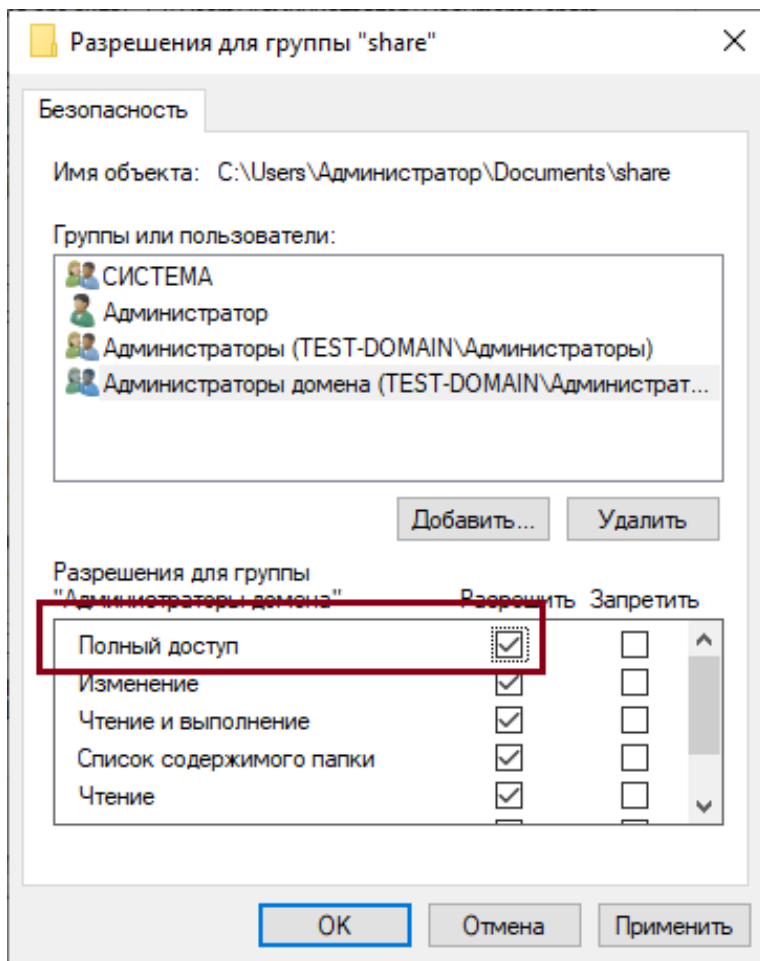 Разрешения для группы "share"
Безопасность
Имя объекта: C:\Users\Администратор\Documents\share
Группы или пользователи:
СИСТЕМА
Администратор
Администраторы (TEST-DOMAIN\Администраторы)
Администраторы домена (TEST-DOMAIN\Администрат...
Добавить... Удалить
Разрешения для группы
"Администраторы домена" Разрешить Запретить
Полный доступ
Изменение
Чтение и выполнение
Список содержимого папки
Чтение
ОК Отмена Применить